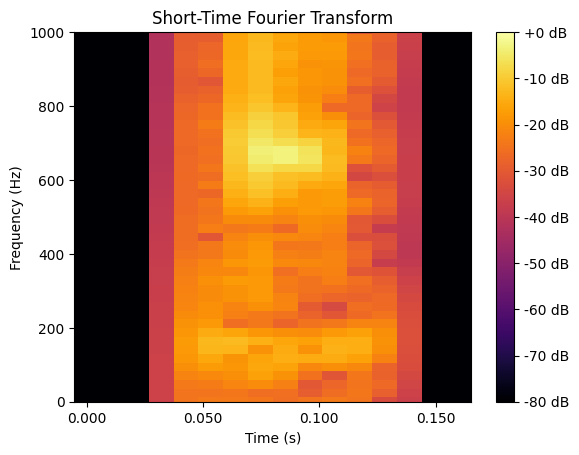 Short-Time Fourier Transform
1000
800
600
400
200
0
Frequency (Hz)
0.000
0.050
0.100
0.150
Time (s)
+0 dB
-10 dB
-20 dB
-30 dB
-40 dB
-50 dB
-60 dB
-70 dB
-80 dB